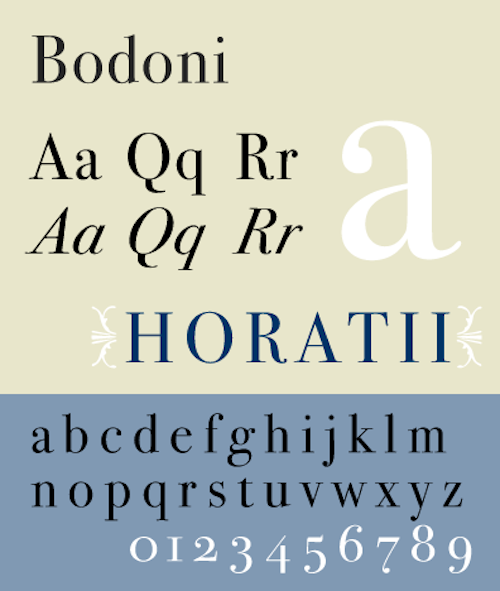 Bodoni
Aa Qq Rr
Aa Qq Rr
a
HORATII
abcdefghijklm
nopqrstuvwxyz
0123456789